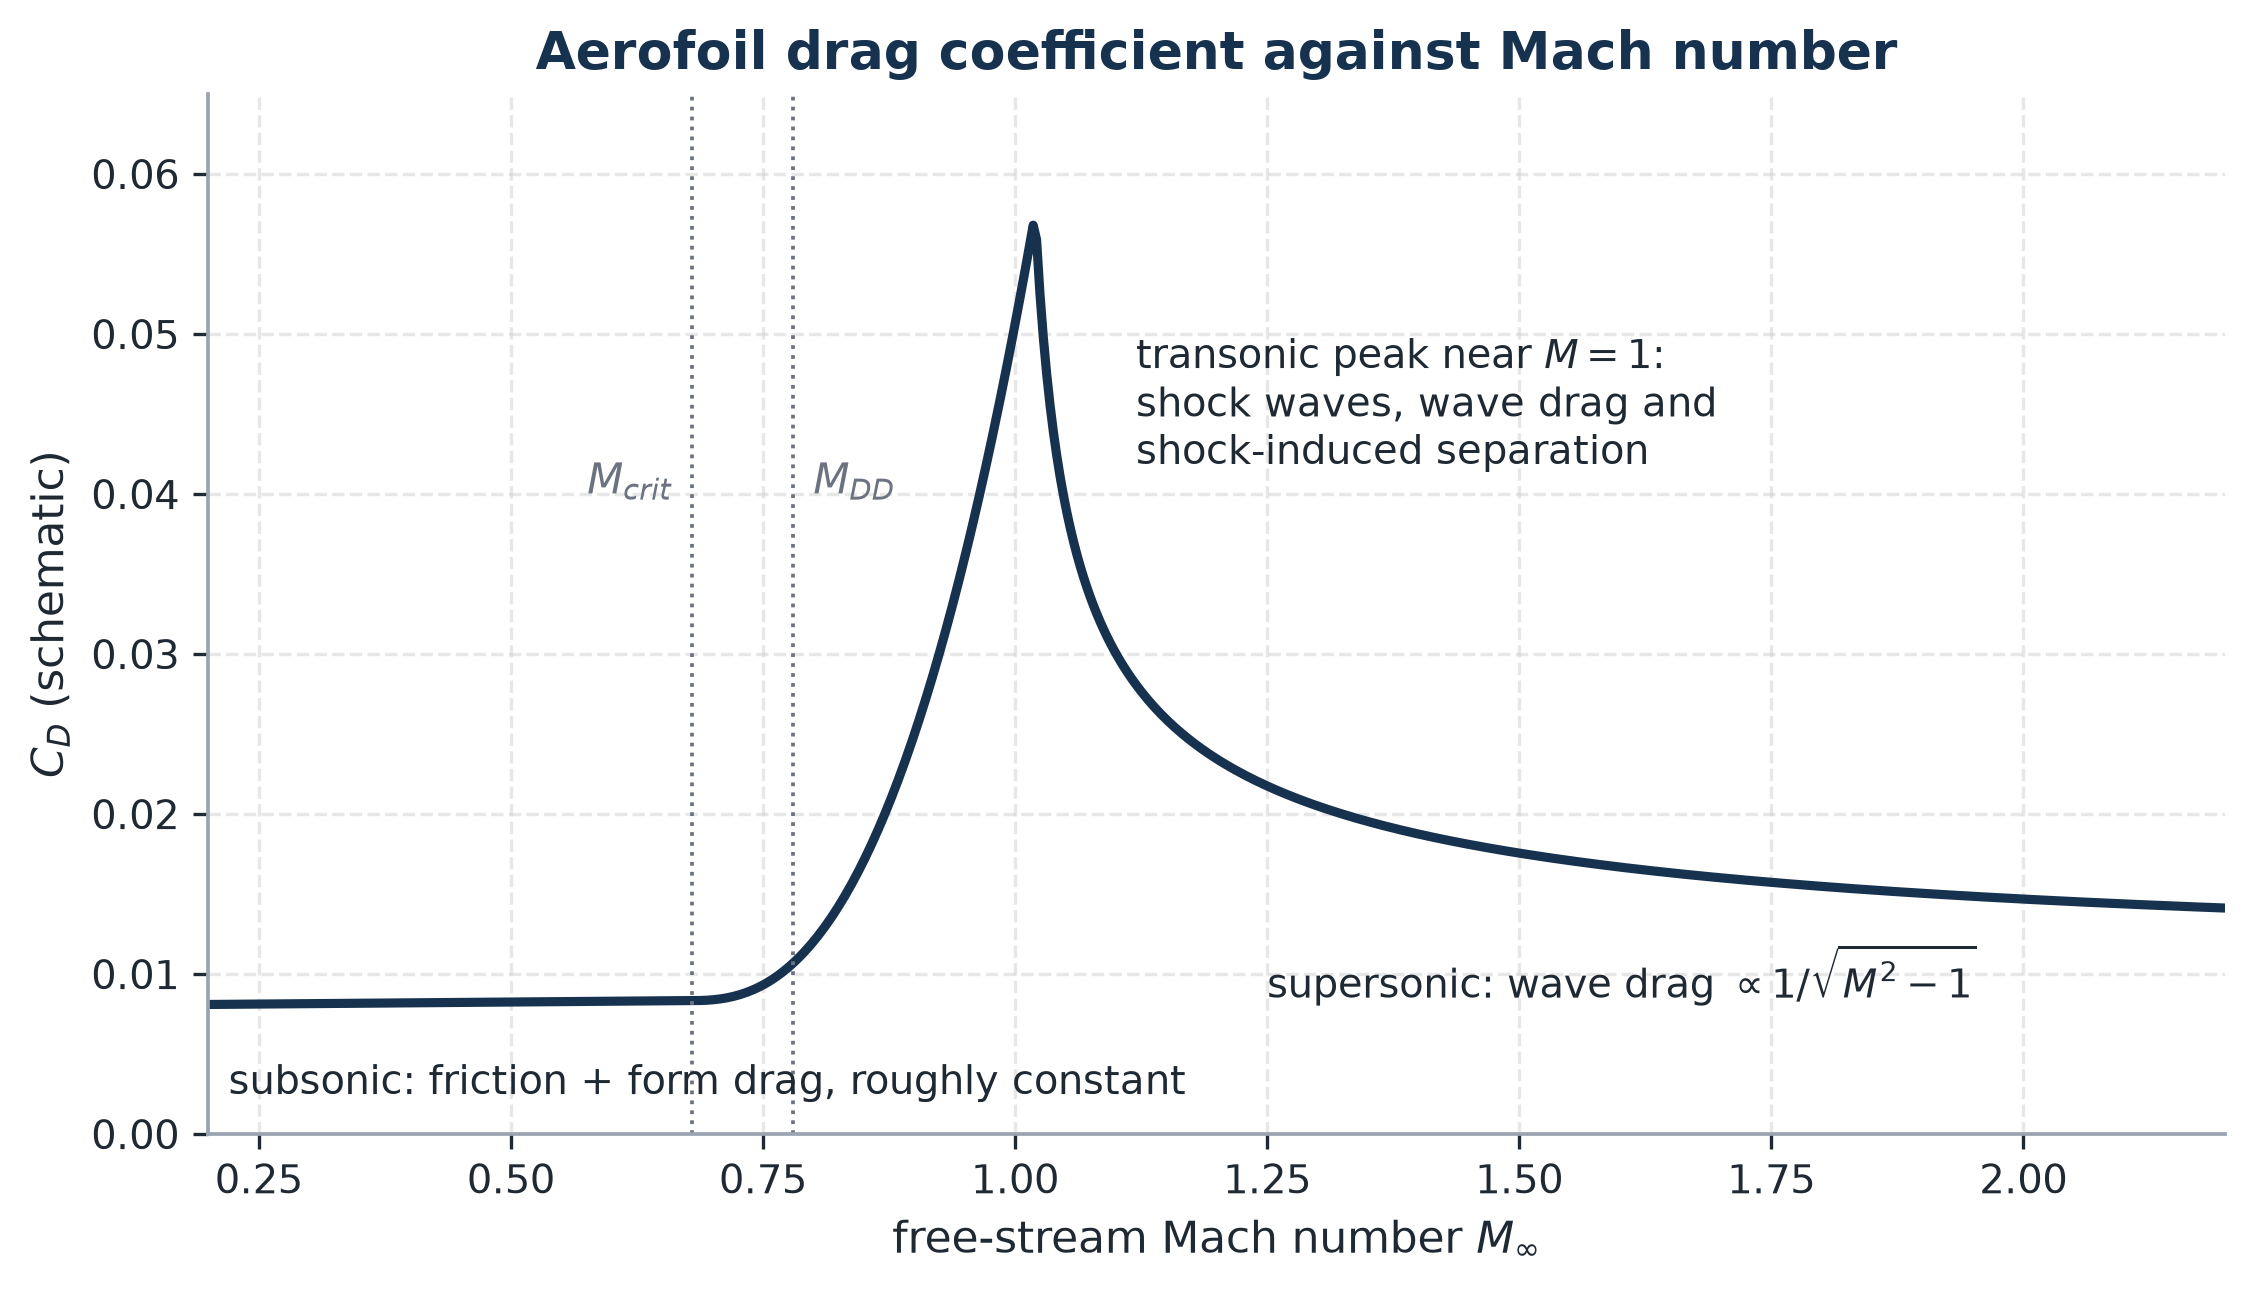 Aerofoil drag coefficient against Mach number
0.06
0.05
0.04
0.03
0.02
0.01
0.00
C_D (schematic)
M_crit
M_DD
transonic peak near M = 1:
shock waves, wave drag and
shock-induced separation
supersonic: wave drag ∝ 1/√(M² − 1)
subsonic: friction + form drag, roughly constant
0.25 0.50 0.75 1.00 1.25 1.50 1.75 2.00
free-stream Mach number M_∞